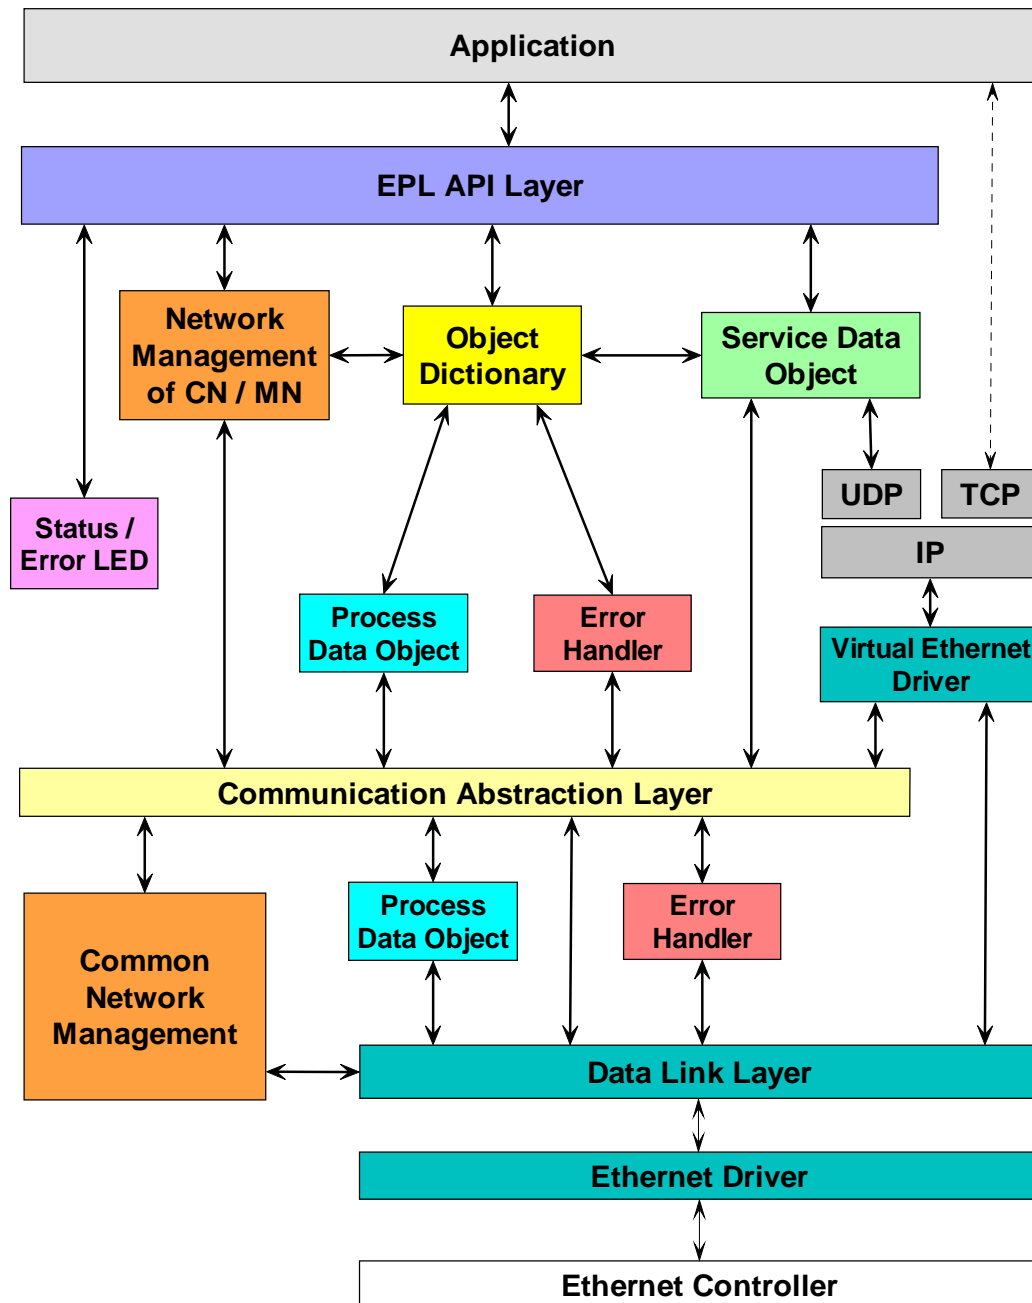 Application
EPL API Layer
Network
Management
of CN / MN
Object
Dictionary
Service Data
Object
UDP
TCP
Status /
Error LED
IP
Process
Data Object
Error
Handler
Virtual Ethernet
Driver
Communication Abstraction Layer
Common
Network
Management
Process
Data Object
Error
Handler
Data Link Layer
Ethernet Driver
Ethernet Controller